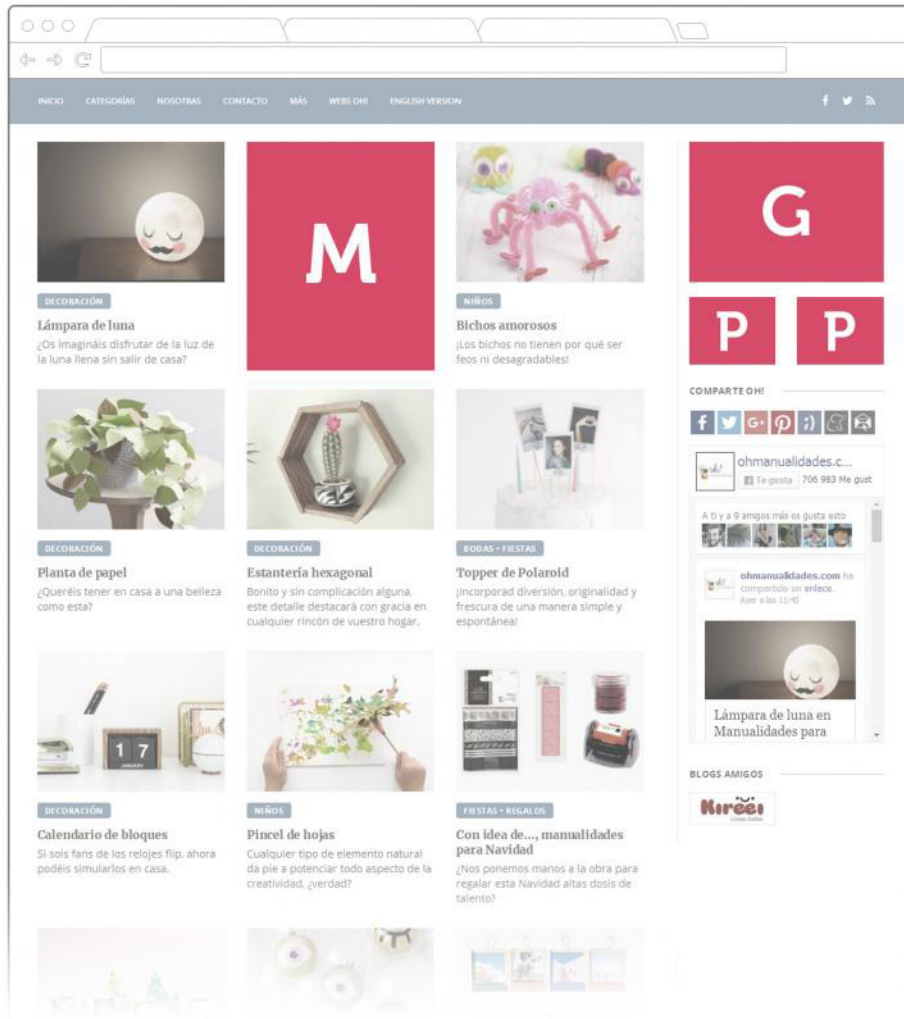 INICIO CATEGORÍAS NOSOTRAS CONTACTO MÁS WEBS OH! ENGLISH VERSION
DECORACIÓN
Lámpara de luna
¿Os imagináis disfrutar de la luz de
la luna llena sin salir de casa?
M
NIÑOS
Bichos amorosos
¡Los bichos no tienen por qué ser
feos ni desagradables!
DECORACIÓN
Planta de papel
¿Queréis tener en casa a una belleza
como esta?
DECORACIÓN
Estantería hexagonal
Bonito y sin complicación alguna,
este detalle destacará con gracia en
cualquier rincón de vuestro hogar.
BODAS • FIESTAS
Topper de Polaroid
¡Incorporad diversión, originalidad y
frescura de una manera simple y
espontánea!
17
JANUARY
DECORACIÓN
Calendario de bloques
Si sois fans de los relojes flip, ahora
podéis simularlos en casa.
NIÑOS
Pincel de hojas
Cualquier tipo de elemento natural
da pie a potenciar todo aspecto de la
creatividad, ¿verdad?
FIESTAS • REGALOS
Con idea de..., manualidades
para Navidad
¿Nos ponemos manos a la obra para
regalar esta Navidad altas dosis de
talento?
G
P P
COMPARTE OH!
ohmanualidades.c...
Te gusta 706 983 Me gust
A ti y a 9 amigos más os gusta esto
ohmanualidades.com ha
compartido un enlace.
Ayer a las 11:40
Lámpara de luna en
Manualidades para
BLOGS AMIGOS
Kireei